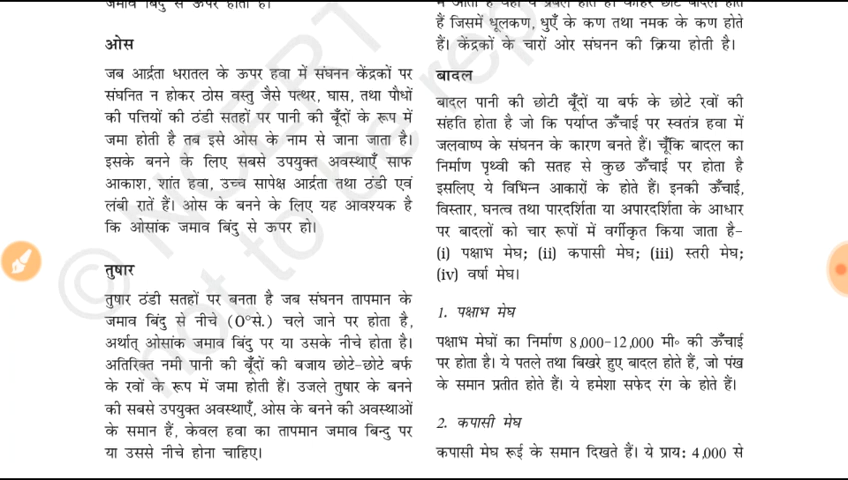 जमाव बिंदु से ऊपर होता है।
ओस
जब आर्द्रता धरातल के ऊपर हवा में संघनन केंद्रकों पर
संघनित न होकर ठोस वस्तु जैसे पत्थर, घास, तथा पौधों
की पत्तियों की ठंडी सतहों पर पानी की बूँदों के रूप में
जमा होती है तब इसे ओस के नाम से जाना जाता है।
इसके बनने के लिए सबसे उपयुक्त अवस्थाएँ साफ
आकाश, शांत हवा, उच्च सापेक्ष आर्द्रता तथा ठंडी एवं
लंबी रातें हैं। ओस के बनने के लिए यह आवश्यक है
कि ओसांक जमाव बिंदु से ऊपर हो।
तुषार
तुषार ठंडी सतहों पर बनता है जब संघनन तापमान के
जमाव बिंदु से नीचे (0°से.) चले जाने पर होता है,
अर्थात् ओसांक जमाव बिंदु पर या उसके नीचे होता है।
अतिरिक्त नमी पानी की बूँदों की बजाय छोटे-छोटे बर्फ
के रवों के रूप में जमा होती हैं। उजले तुषार के बनने
की सबसे उपयुक्त अवस्थाएँ, ओस के बनने की अवस्थाओं
के समान हैं, केवल हवा का तापमान जमाव बिन्दु पर
या उससे नीचे होना चाहिए।
हैं जिसमें धूलकण, धुएँ के कण तथा नमक के कण होते
हैं। केंद्रकों के चारों ओर संघनन की क्रिया होती है।
बादल
बादल पानी की छोटी बूँदों या बर्फ के छोटे रवों की
संहति होता है जो कि पर्याप्त ऊँचाई पर स्वतंत्र हवा में
जलवाष्प के संघनन के कारण बनते हैं। चूँकि बादल का
निर्माण पृथ्वी की सतह से कुछ ऊँचाई पर होता है
इसलिए ये विभिन्न आकारों के होते हैं। इनकी ऊँचाई,
विस्तार, घनत्व तथा पारदर्शिता या अपारदर्शिता के आधार
पर बादलों को चार रूपों में वर्गीकृत किया जाता है–
(i) पक्षाभ मेघ; (ii) कपासी मेघ; (iii) स्तरी मेघ;
(iv) वर्षा मेघ।
1. पक्षाभ मेघ
पक्षाभ मेघों का निर्माण 8,000-12,000 मी॰ की ऊँचाई
पर होता है। ये पतले तथा बिखरे हुए बादल होते हैं, जो पंख
के समान प्रतीत होते हैं। ये हमेशा सफेद रंग के होते हैं।
2. कपासी मेघ
कपासी मेघ रूई के समान दिखते हैं। ये प्राय: 4,000 से
© NCERT
not to be rep